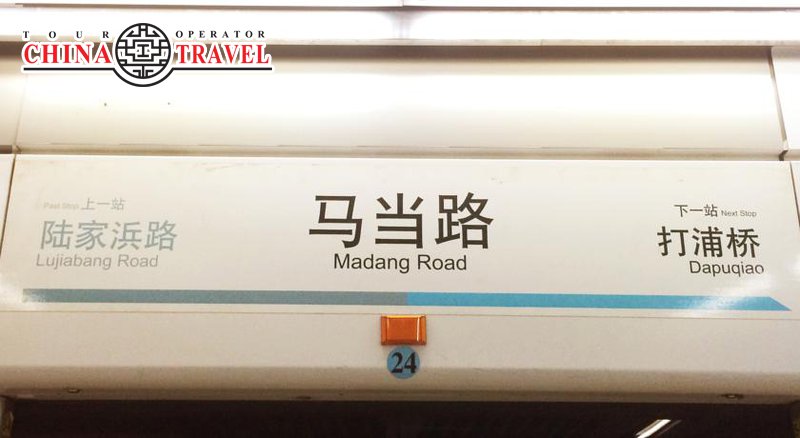 TOUR OPERATOR
CHINA TRAVEL
Past Stop 上一站
陆家浜路
Lujiabang Road
马当路
Madang Road
下一站 Next Stop
打浦桥
Dapuqiao
24